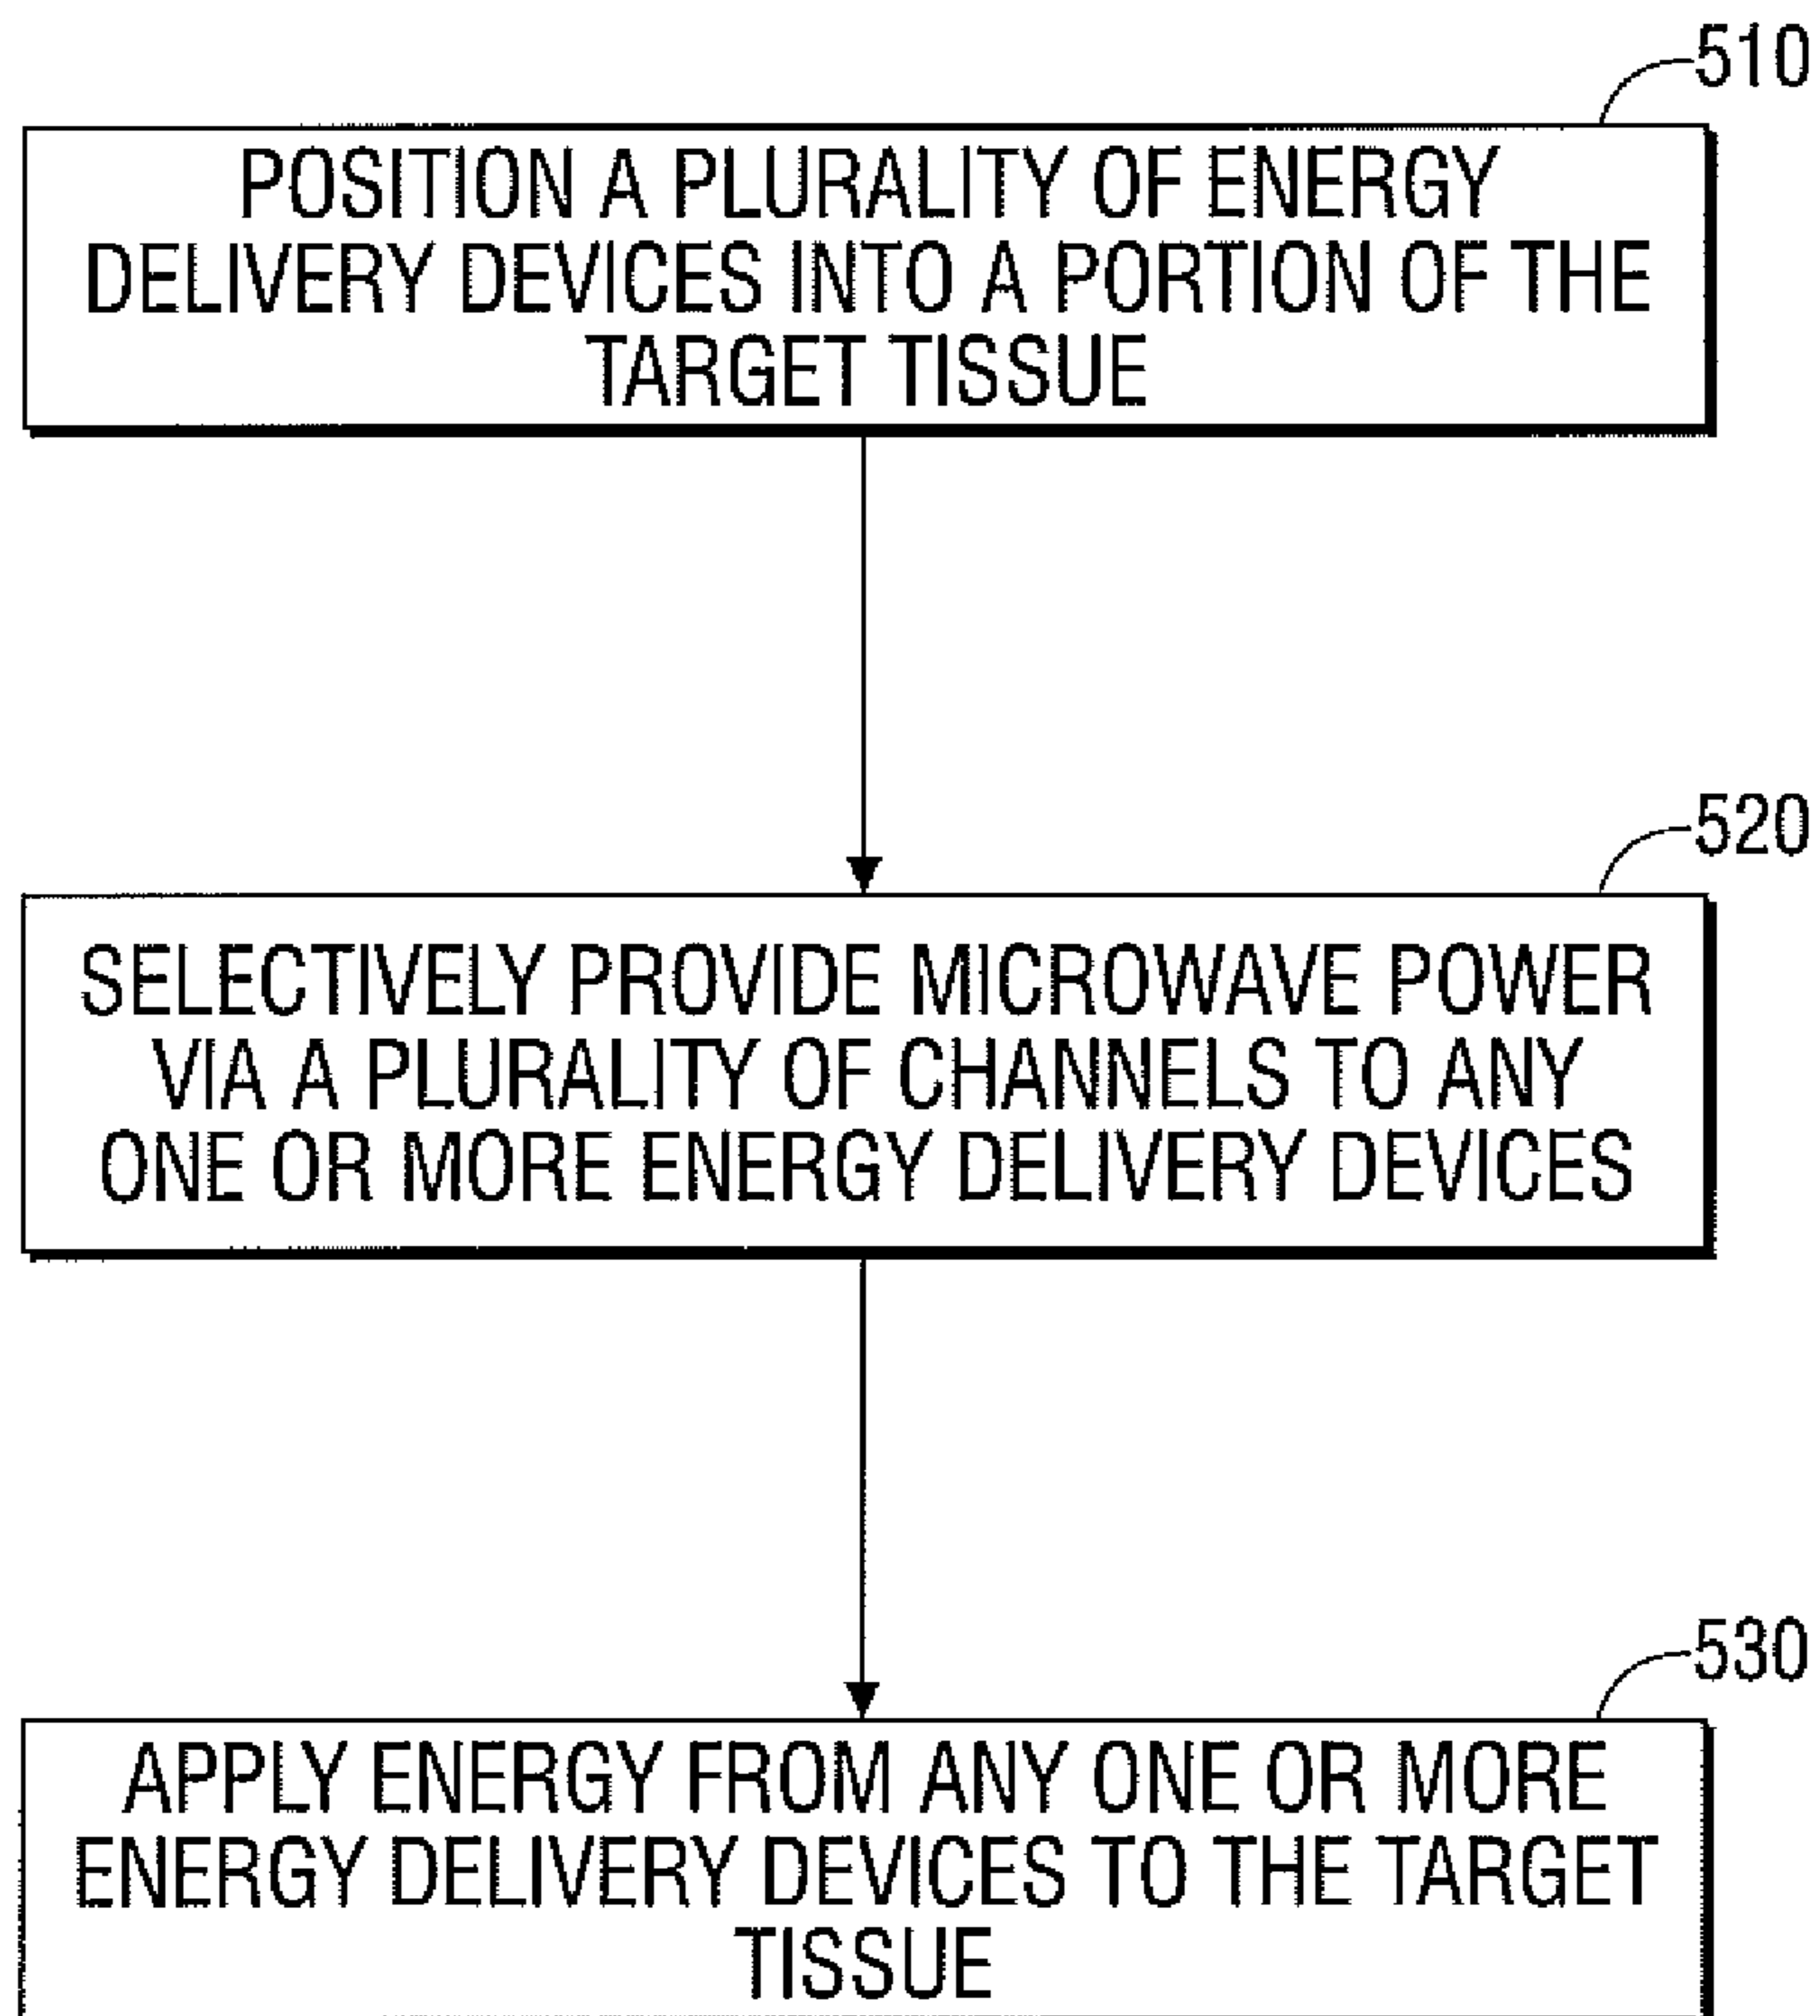 510
POSITION A PLURALITY OF ENERGY
DELIVERY DEVICES INTO A PORTION OF THE
TARGET TISSUE
520
SELECTIVELY PROVIDE MICROWAVE POWER
VIA A PLURALITY OF CHANNELS TO ANY
ONE OR MORE ENERGY DELIVERY DEVICES
530
APPLY ENERGY FROM ANY ONE OR MORE
ENERGY DELIVERY DEVICES TO THE TARGET
TISSUE